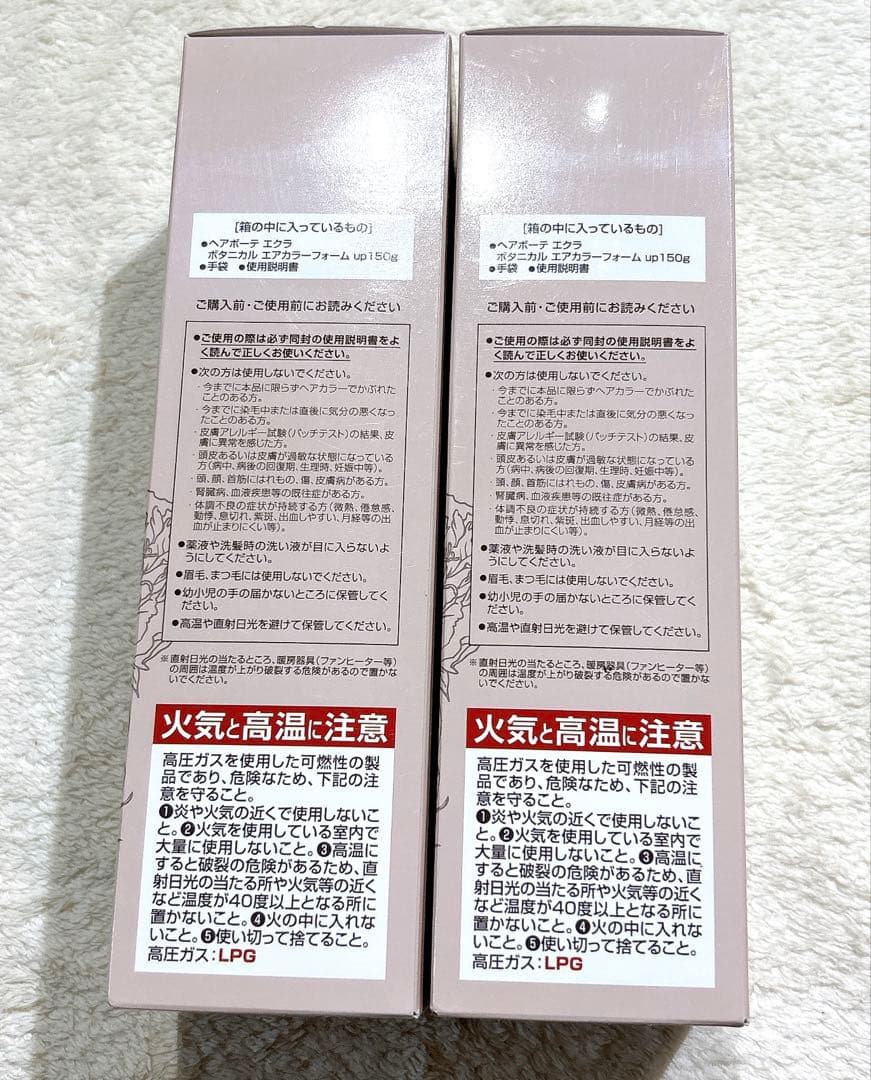 [箱の中に入っているもの]
●ヘアボーテ エクラ
ボタニカル エアカラーフォーム up150g
●手袋 ●使用説明書
ご購入前・ご使用前にお読みください
●ご使用の際は必ず同封の使用説明書をよ
く読んで正しくお使いください。
●次の方は使用しないでください。
・今までに本品に限らずヘアカラーでかぶれた
ことのある方。
・今までに染毛中または直後に気分の悪くなっ
たことのある方。
・皮膚アレルギー試験(パッチテスト)の結果、皮
膚に異常を感じた方。
・頭皮あるいは皮膚が過敏な状態になっている
方(病中、病後の回復期、生理時、妊娠中等)。
・頭、顔、首筋にはれもの、傷、皮膚病がある方。
・腎臓病、血液疾患等の既往症がある方。
・体調不良の症状が持続する方(微熱、倦怠感、
動悸、息切れ、紫斑、出血しやすい、月経等の出
血が止まりにくい等)。
●薬液や洗髪時の洗い液が目に入らないよ
うにしてください。
●眉毛、まつ毛には使用しないでください。
●幼小児の手の届かないところに保管してく
ださい。
●高温や直射日光を避けて保管してください。
※直射日光の当たるところ、暖房器具(ファンヒーター等)
の周囲は温度が上がり破裂する危険があるので置かな
いでください。
火気と高温に注意
高圧ガスを使用した可燃性の製
品であり、危険なため、下記の注
意を守ること。
❶炎や火気の近くで使用しないこ
と。❷火気を使用している室内で
大量に使用しないこと。❸高温に
すると破裂の危険があるため、直
射日光の当たる所や火気等の近く
など温度が40度以上となる所に
置かないこと。❹火の中に入れな
いこと。❺使い切って捨てること。
高圧ガス：LPG
[箱の中に入っているもの]
●ヘアボーテ エクラ
ボタニカル エアカラーフォーム up150g
●手袋 ●使用説明書
ご購入前・ご使用前にお読みください
●ご使用の際は必ず同封の使用説明書をよ
く読んで正しくお使いください。
●次の方は使用しないでください。
・今までに本品に限らずヘアカラーでかぶれた
ことのある方。
・今までに染毛中または直後に気分の悪くなっ
たことのある方。
・皮膚アレルギー試験(パッチテスト)の結果、皮
膚に異常を感じた方。
・頭皮あるいは皮膚が過敏な状態になっている
方(病中、病後の回復期、生理時、妊娠中等)。
・頭、顔、首筋にはれもの、傷、皮膚病がある方。
・腎臓病、血液疾患等の既往症がある方。
・体調不良の症状が持続する方(微熱、倦怠感、
動悸、息切れ、紫斑、出血しやすい、月経等の出
血が止まりにくい等)。
●薬液や洗髪時の洗い液が目に入らないよ
うにしてください。
●眉毛、まつ毛には使用しないでください。
●幼小児の手の届かないところに保管してく
ださい。
●高温や直射日光を避けて保管してください。
※直射日光の当たるところ、暖房器具(ファンヒーター等)
の周囲は温度が上がり破裂する危険があるので置かな
いでください。
火気と高温に注意
高圧ガスを使用した可燃性の製
品であり、危険なため、下記の注
意を守ること。
❶炎や火気の近くで使用しないこ
と。❷火気を使用している室内で
大量に使用しないこと。❸高温に
すると破裂の危険があるため、直
射日光の当たる所や火気等の近く
など温度が40度以上となる所に
置かないこと。❹火の中に入れな
いこと。❺使い切って捨てること。
高圧ガス：LPG